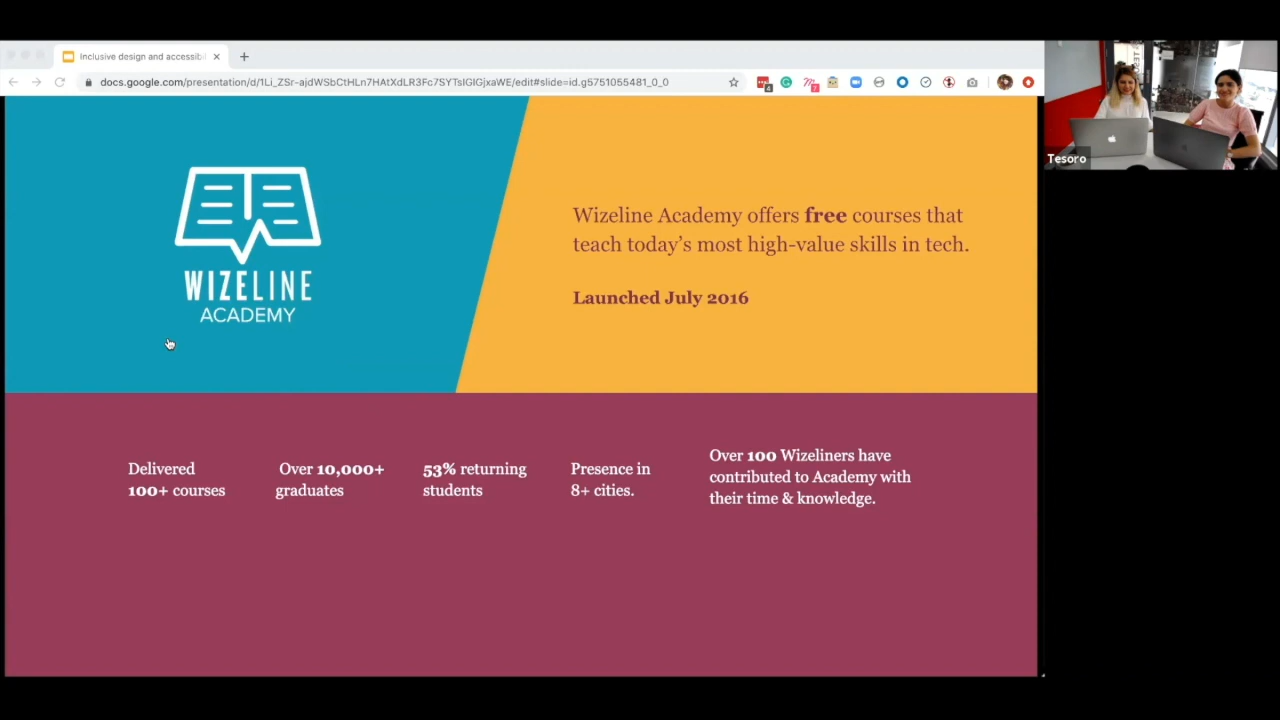 Inclusive design and accessibi
docs.google.com/presentation/d/1Li_ZSr-ajdWSbCtHLn7HAtXdLR3Fc7SYTsIGIGjxaWE/edit#slide=id.g5751055481_0_0
Tesoro
WIZELINE
ACADEMY
Wizeline Academy offers free courses that
teach today’s most high-value skills in tech.
Launched July 2016
Delivered
100+ courses
Over 10,000+
graduates
53% returning
students
Presence in
8+ cities.
Over 100 Wizeliners have
contributed to Academy with
their time & knowledge.